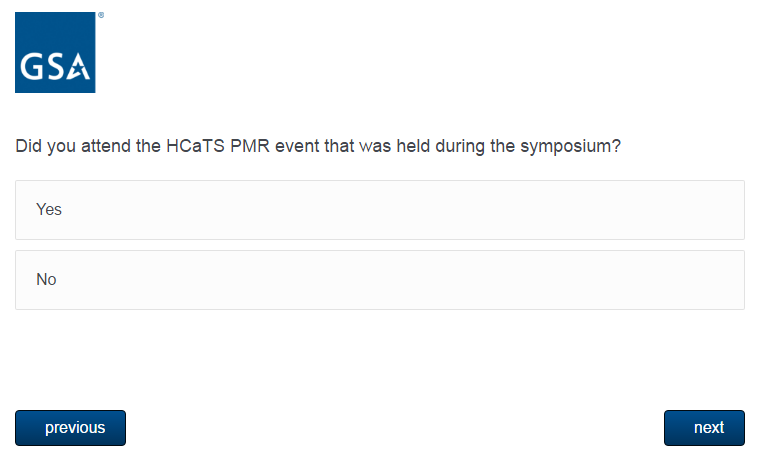 GSA
®
Did you attend the HCaTS PMR event that was held during the symposium?
Yes
No
previous
next